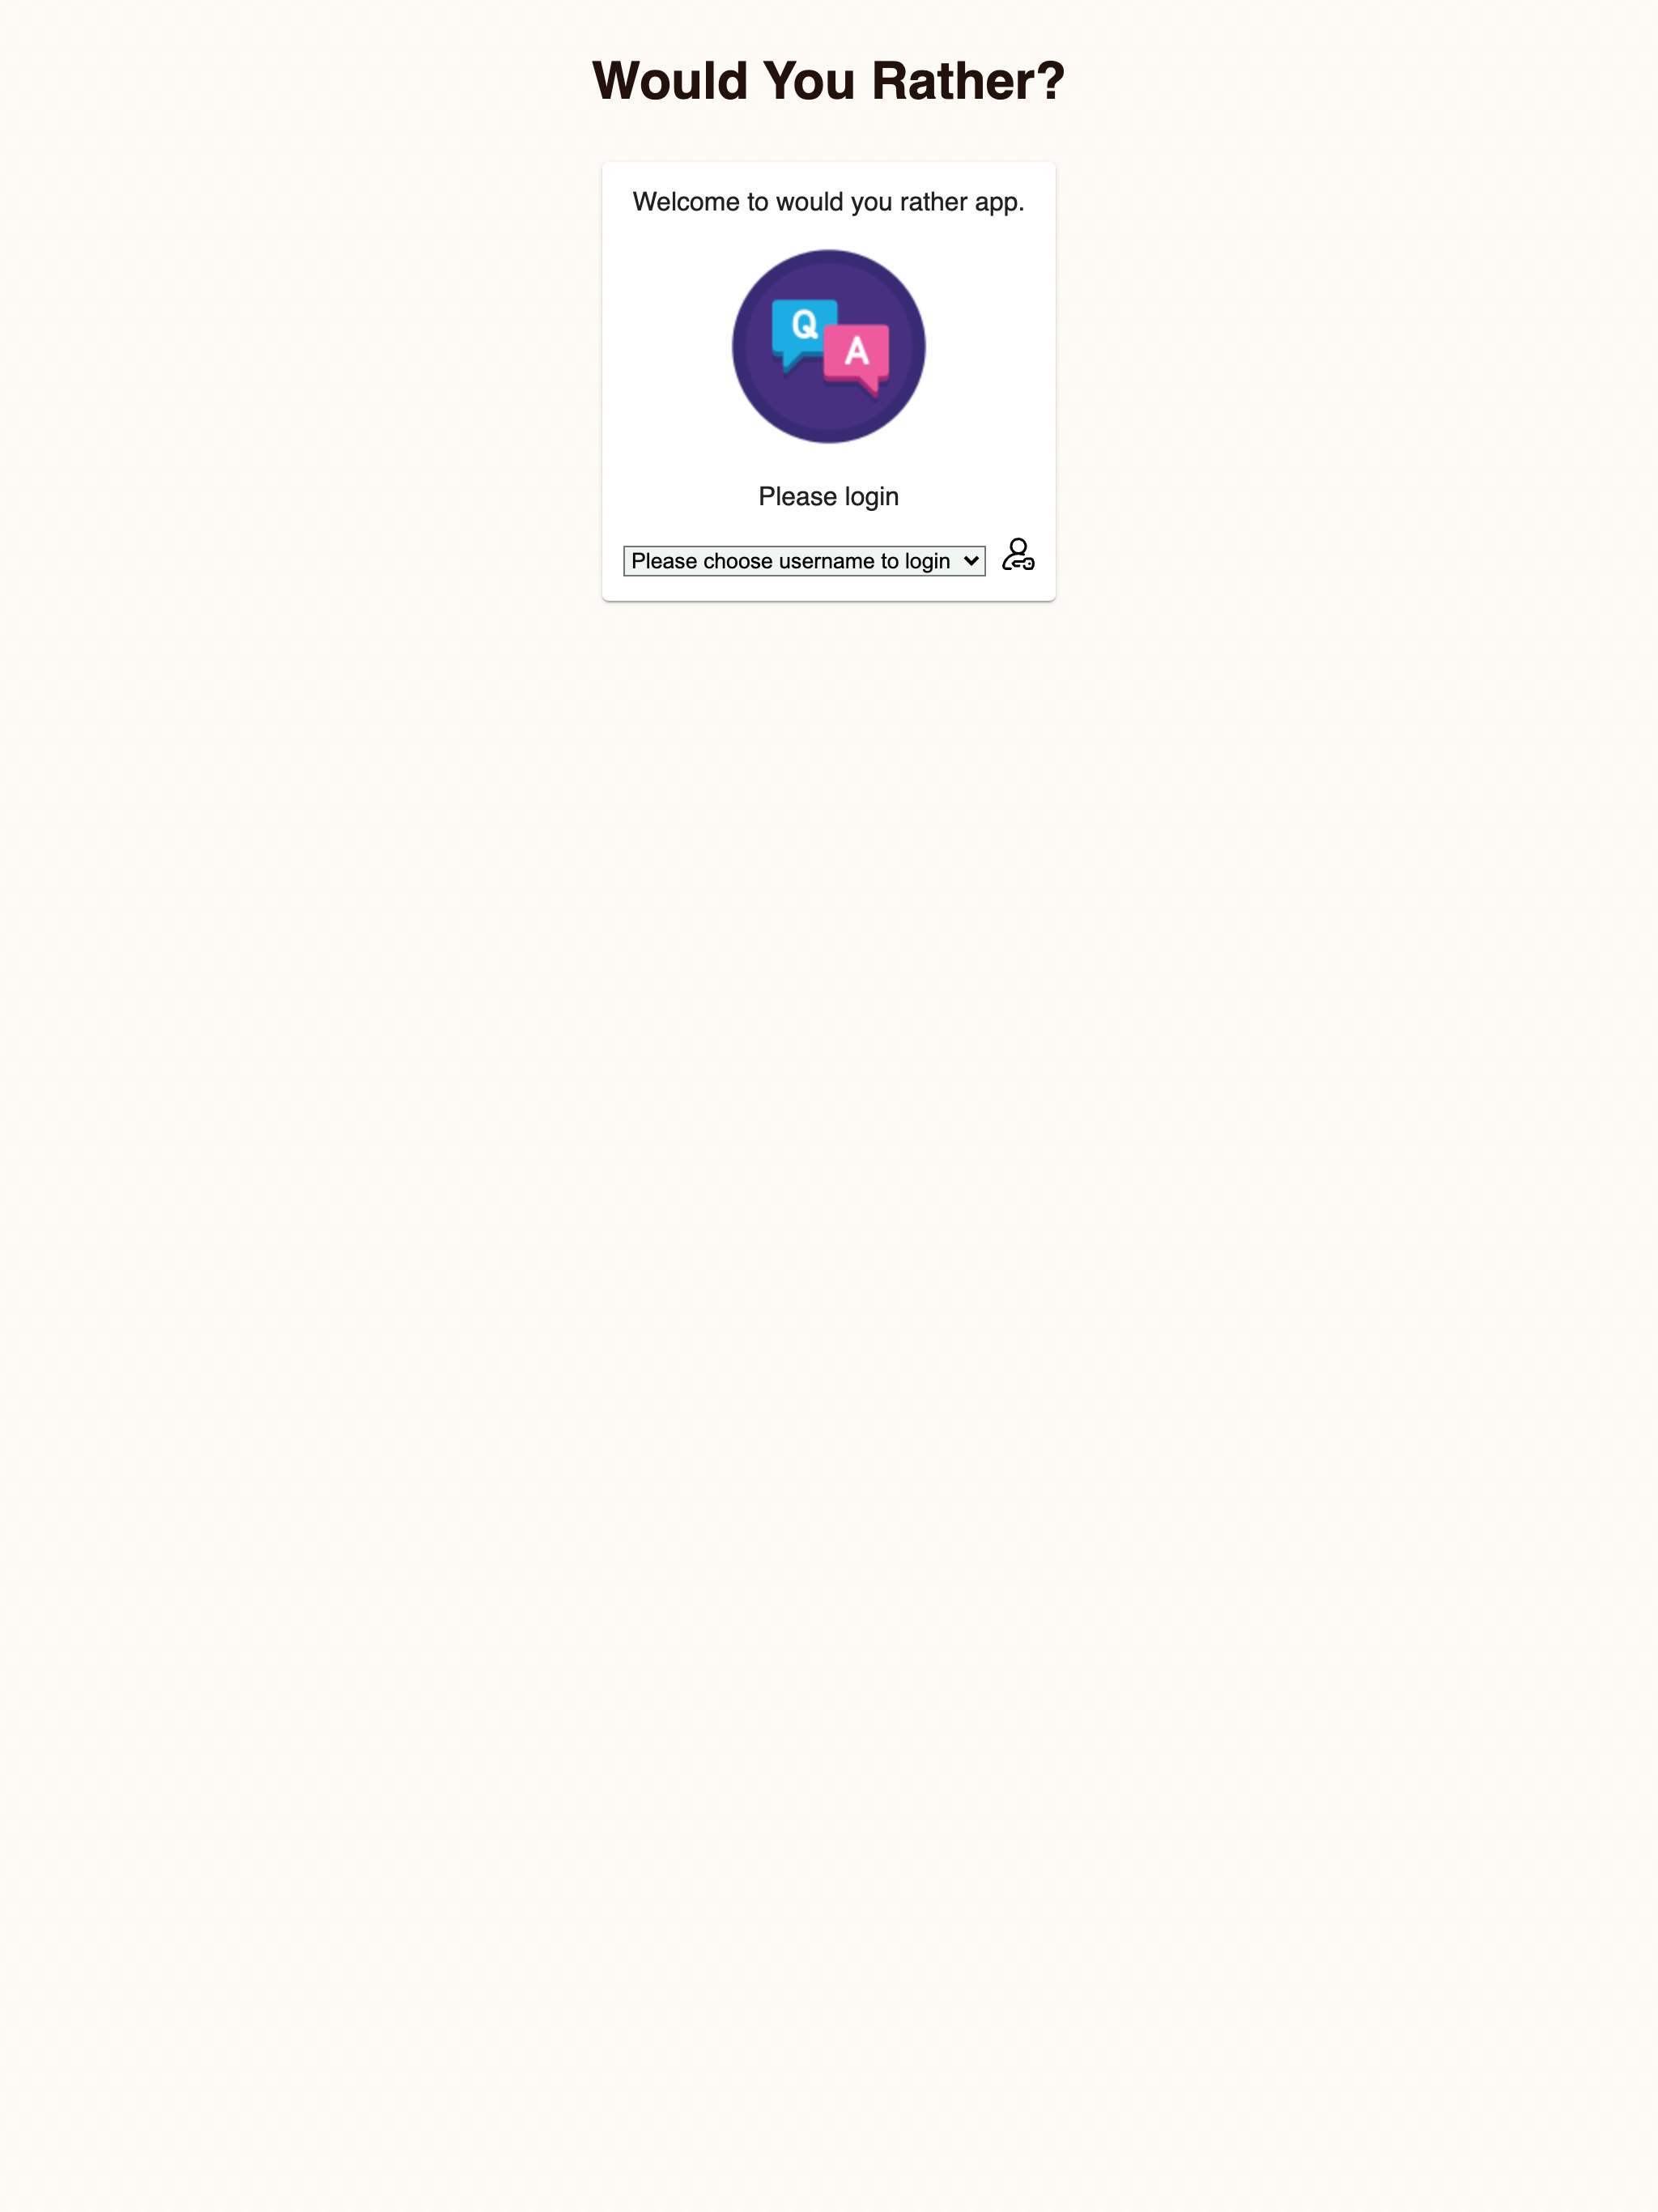 Would You Rather?
Welcome to would you rather app.
Q
A
Please login
Please choose username to login